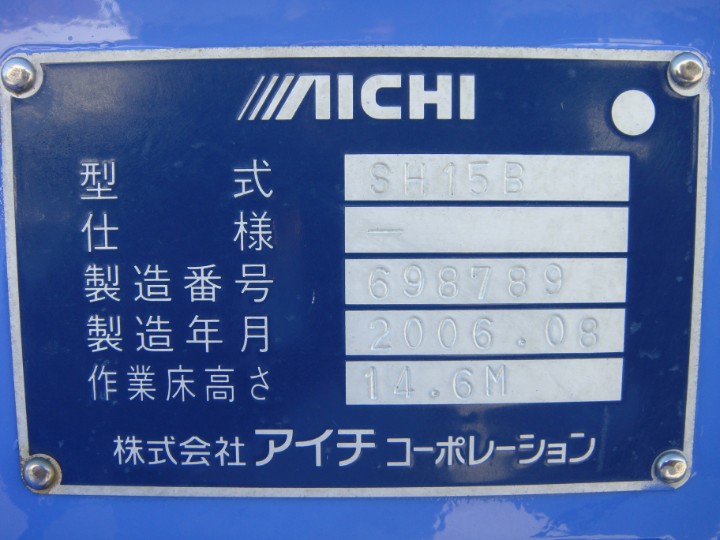 AICHI
型式 SH15B
仕様 —
製造番号 698789
製造年月 2006.08
作業床高さ 14.6M
株式会社 アイチ コーポレーション